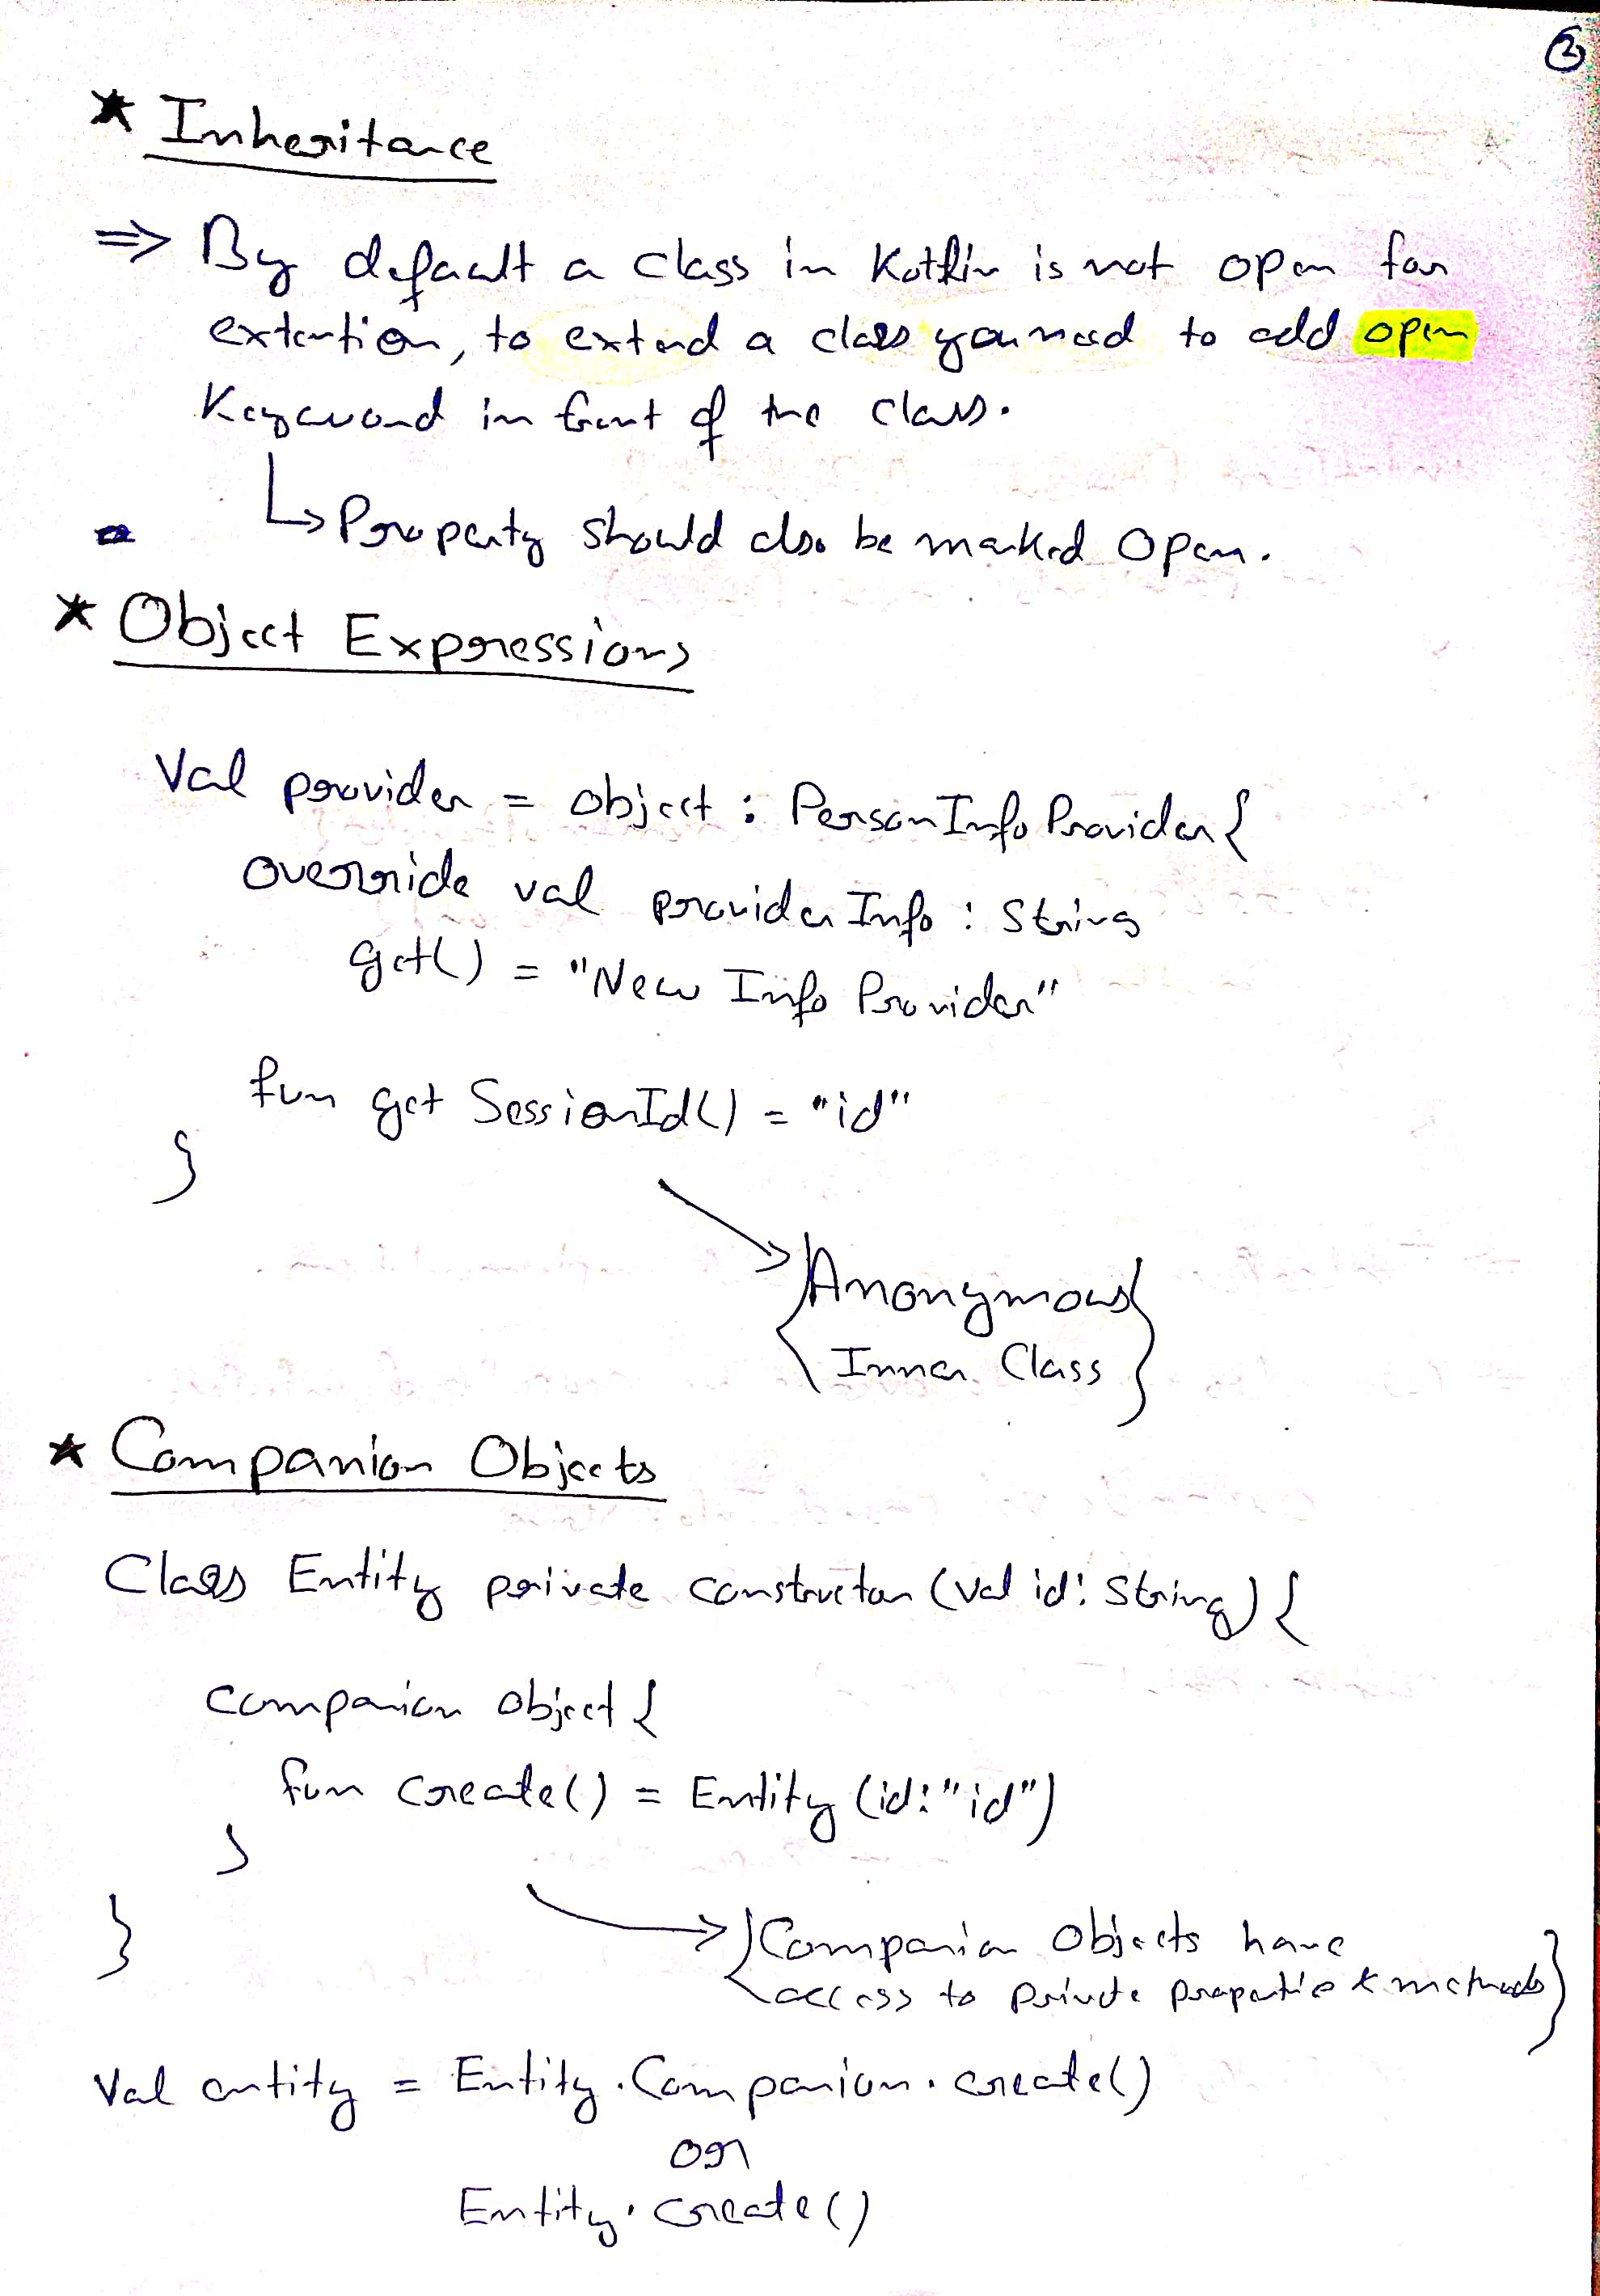 2
* Inheritance
⇒ By default a class in Kotlin is not open for
extention, to extend a class you need to add open
Keyword in front of the class.
↳ Property should also be marked Open.
* Object Expressions
Val provider = object : PersonInfoProvider {
override val providerInfo : String
get() = "New Info Provider"
fun getSessionId() = "id"
}
→ { Anonymous
Inner Class }
* Companion Objects
Class Entity private constructor (val id: String) {
companion object {
fun create() = Entity (id: "id")
}
}
→ { Companion Objects have
access to private properties & methods }
Val entity = Entity.Companion.create()
or
Entity.create()